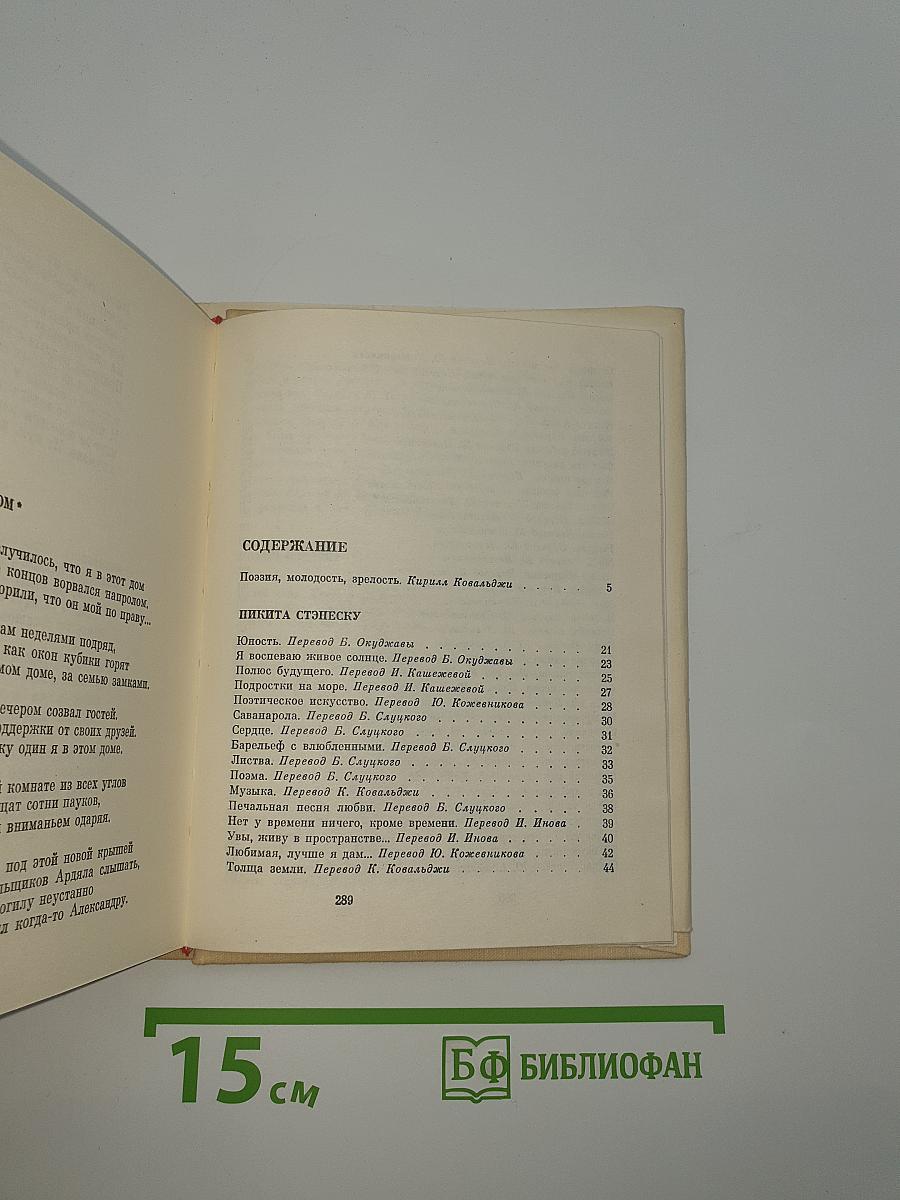 ОМ*
лучилось, что я в этот дом
концов ворвался напролом,
орили, что он мой по праву...
ам неделями подряд,
как окон кубики горят
мом доме, за семью замками.
вечером созвал гостей,
оддержки от своих друзей.
ку один я в этом доме.
й комнате из всех углов
щат сотни пауков,
вниманьем одаряя.
под этой новой крышей
льщиков Ардяла слышать,
огилу неустанно
л когда-то Александру.
СОДЕРЖАНИЕ
Поэзия, молодость, зрелость. Кирилл Ковальджи . . . . . 5
НИКИТА СТЭНЕСКУ
Юность. Перевод Б. Окуджавы . . . . . . . . . . . 21
Я воспеваю живое солнце. Перевод Б. Окуджавы . . . . . 23
Полюс будущего. Перевод И. Кашежевой . . . . . . . 25
Подростки на море. Перевод И. Кашежевой . . . . . . 27
Поэтическое искусство. Перевод Ю. Кожевникова . . . . 28
Саванарола. Перевод Б. Слуцкого . . . . . . . . . . 30
Сердце. Перевод Б. Слуцкого . . . . . . . . . . . 31
Барельеф с влюбленными. Перевод Б. Слуцкого . . . . . 32
Листва. Перевод Б. Слуцкого . . . . . . . . . . . 33
Поэма. Перевод Б. Слуцкого . . . . . . . . . . . 35
Музыка. Перевод К. Ковальджи . . . . . . . . . . 36
Печальная песня любви. Перевод Б. Слуцкого . . . . . 38
Нет у времени ничего, кроме времени. Перевод И. Инова . 39
Увы, живу в пространстве... Перевод И. Инова . . . . . 40
Любимая, лучше я дам... Перевод Ю. Кожевникова . . . . 42
Толща земли. Перевод К. Ковальджи . . . . . . . . 44
289
15 см
БФ БИБЛИОФАН